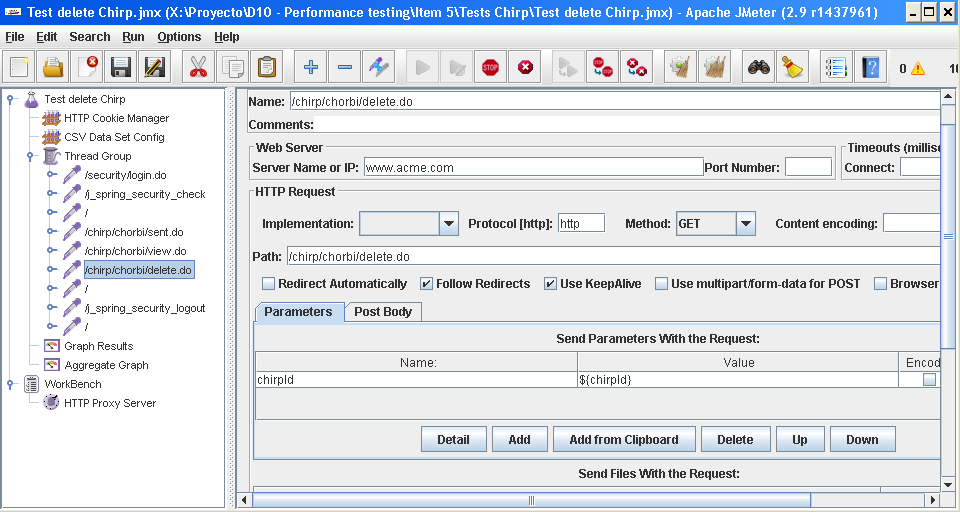 Test delete Chirp.jmx (X:\Proyecto\D10 - Performance testing\Item 5\Tests Chirp\Test delete Chirp.jmx) - Apache JMeter (2.9 r1437961)
File Edit Search Run Options Help
STOP
0 10
Test delete Chirp
HTTP Cookie Manager
CSV Data Set Config
Thread Group
/security/login.do
/j_spring_security_check
/
/chirp/chorbi/sent.do
/chirp/chorbi/view.do
/chirp/chorbi/delete.do
/
/j_spring_security_logout
/
Graph Results
Aggregate Graph
WorkBench
HTTP Proxy Server
Name: /chirp/chorbi/delete.do
Comments:
Web Server
Server Name or IP: www.acme.com Port Number:
Timeouts (millise
Connect:
HTTP Request
Implementation: Protocol [http]: http Method: GET Content encoding:
Path: /chirp/chorbi/delete.do
Redirect Automatically Follow Redirects Use KeepAlive Use multipart/form-data for POST Browser
Parameters Post Body
Send Parameters With the Request:
Name: Value Encod
chirpId ${chirpId}
Detail Add Add from Clipboard Delete Up Down
Send Files With the Request: